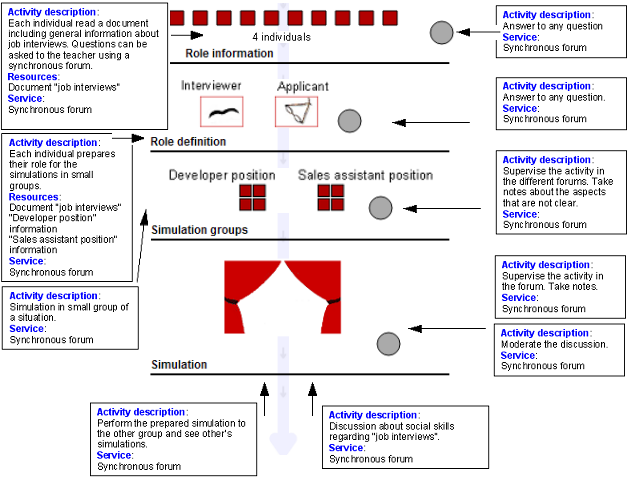 Activity description:
Each individual read a document
including general information about
job interviews. Questions can be
asked to the teacher using a
synchronous forum.
Resources:
Document "job interviews"
Service:
Synchronous forum
4 individuals
Role information
Activity description:
Answer to any question
Service:
Synchronous forum
Interviewer
Applicant
Role definition
Activity description:
Answer to any question.
Service:
Synchronous forum
Activity description:
Each individual prepares
their role for the
simulations in small
groups.
Resources:
Document "job interviews"
"Developer position"
information
"Sales assistant position"
information
Service:
Synchronous forum
Developer position
Sales assistant position
Simulation groups
Activity description:
Supervise the activity in
the different forums. Take
notes about the aspects
that are not clear.
Service:
Synchronous forum
Activity description:
Simulation in small group of
a situation.
Service:
Synchronous forum
Simulation
Activity description:
Supervise the activity in
the forum. Take notes.
Service:
Synchronous forum
Activity description:
Moderate the discussion.
Service:
Synchronous forum
Activity description:
Perform the prepared simulation to
the other group and see other's
simulations.
Service:
Synchronous forum
Activity description:
Discussion about social skills
regarding "job interviews".
Service:
Synchronous forum